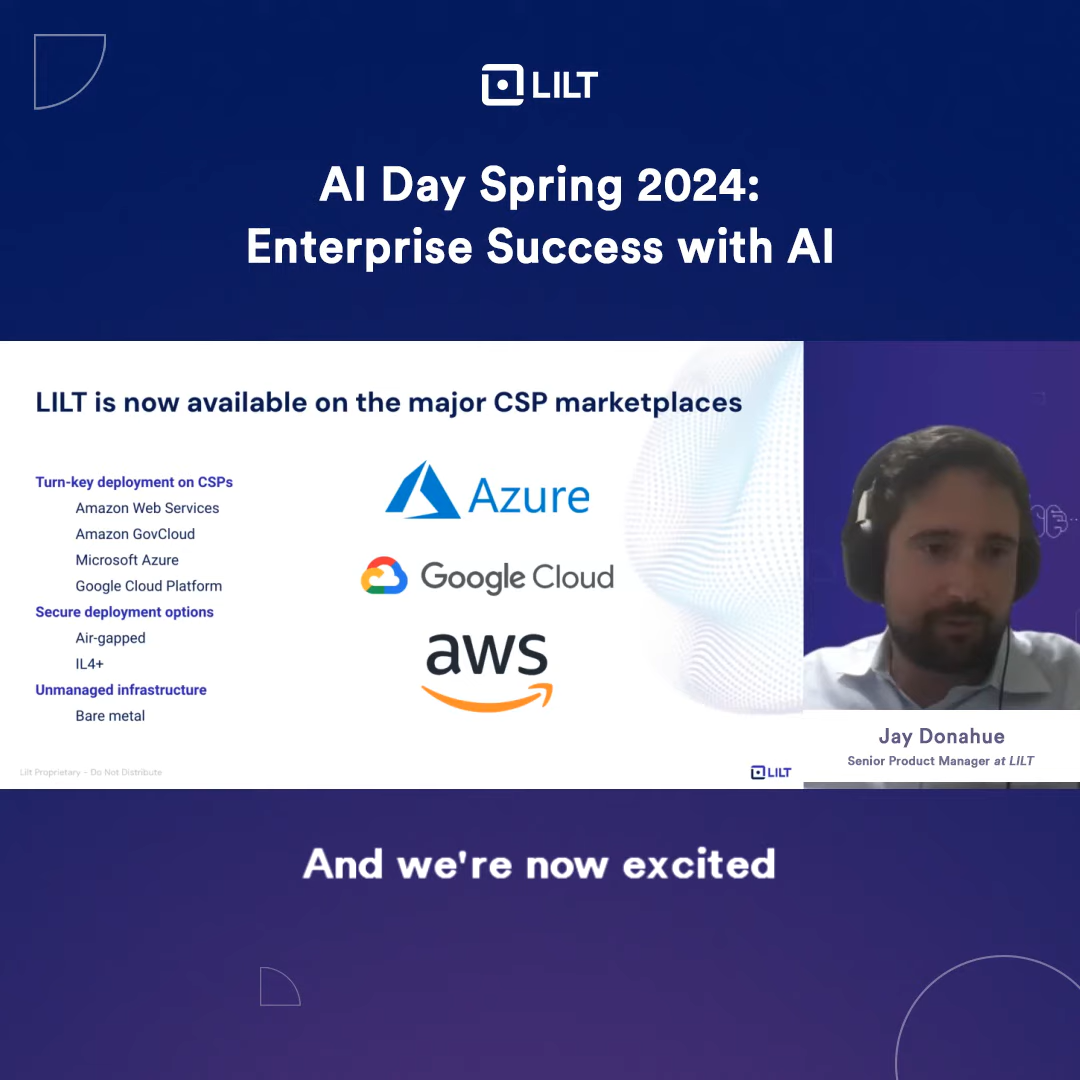 LILT
AI Day Spring 2024:
Enterprise Success with AI
LILT is now available on the major CSP marketplaces
Turn-key deployment on CSPs
Amazon Web Services
Amazon GovCloud
Microsoft Azure
Google Cloud Platform
Secure deployment options
Air-gapped
IL4+
Unmanaged infrastructure
Bare metal
Azure
Google Cloud
aws
Lilt Proprietary - Do Not Distribute
LILT
Jay Donahue
Senior Product Manager at LILT
And we're now excited